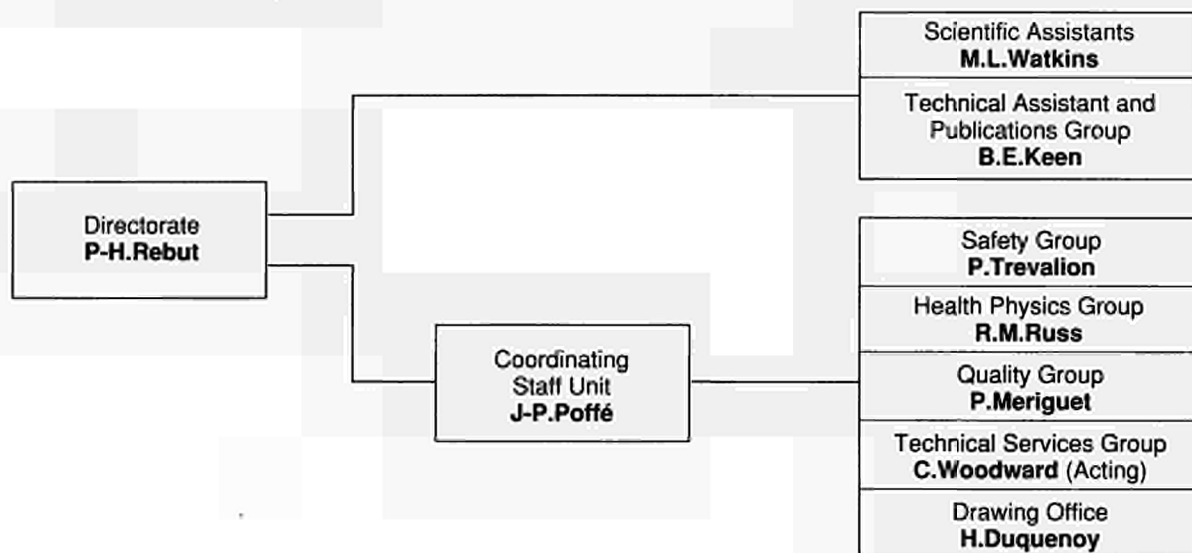 Directorate
P-H.Rebut
Scientific Assistants
M.L.Watkins
Technical Assistant and
Publications Group
B.E.Keen
Coordinating
Staff Unit
J-P.Poffé
Safety Group
P.Trevalion
Health Physics Group
R.M.Russ
Quality Group
P.Meriguet
Technical Services Group
C.Woodward (Acting)
Drawing Office
H.Duquenoy